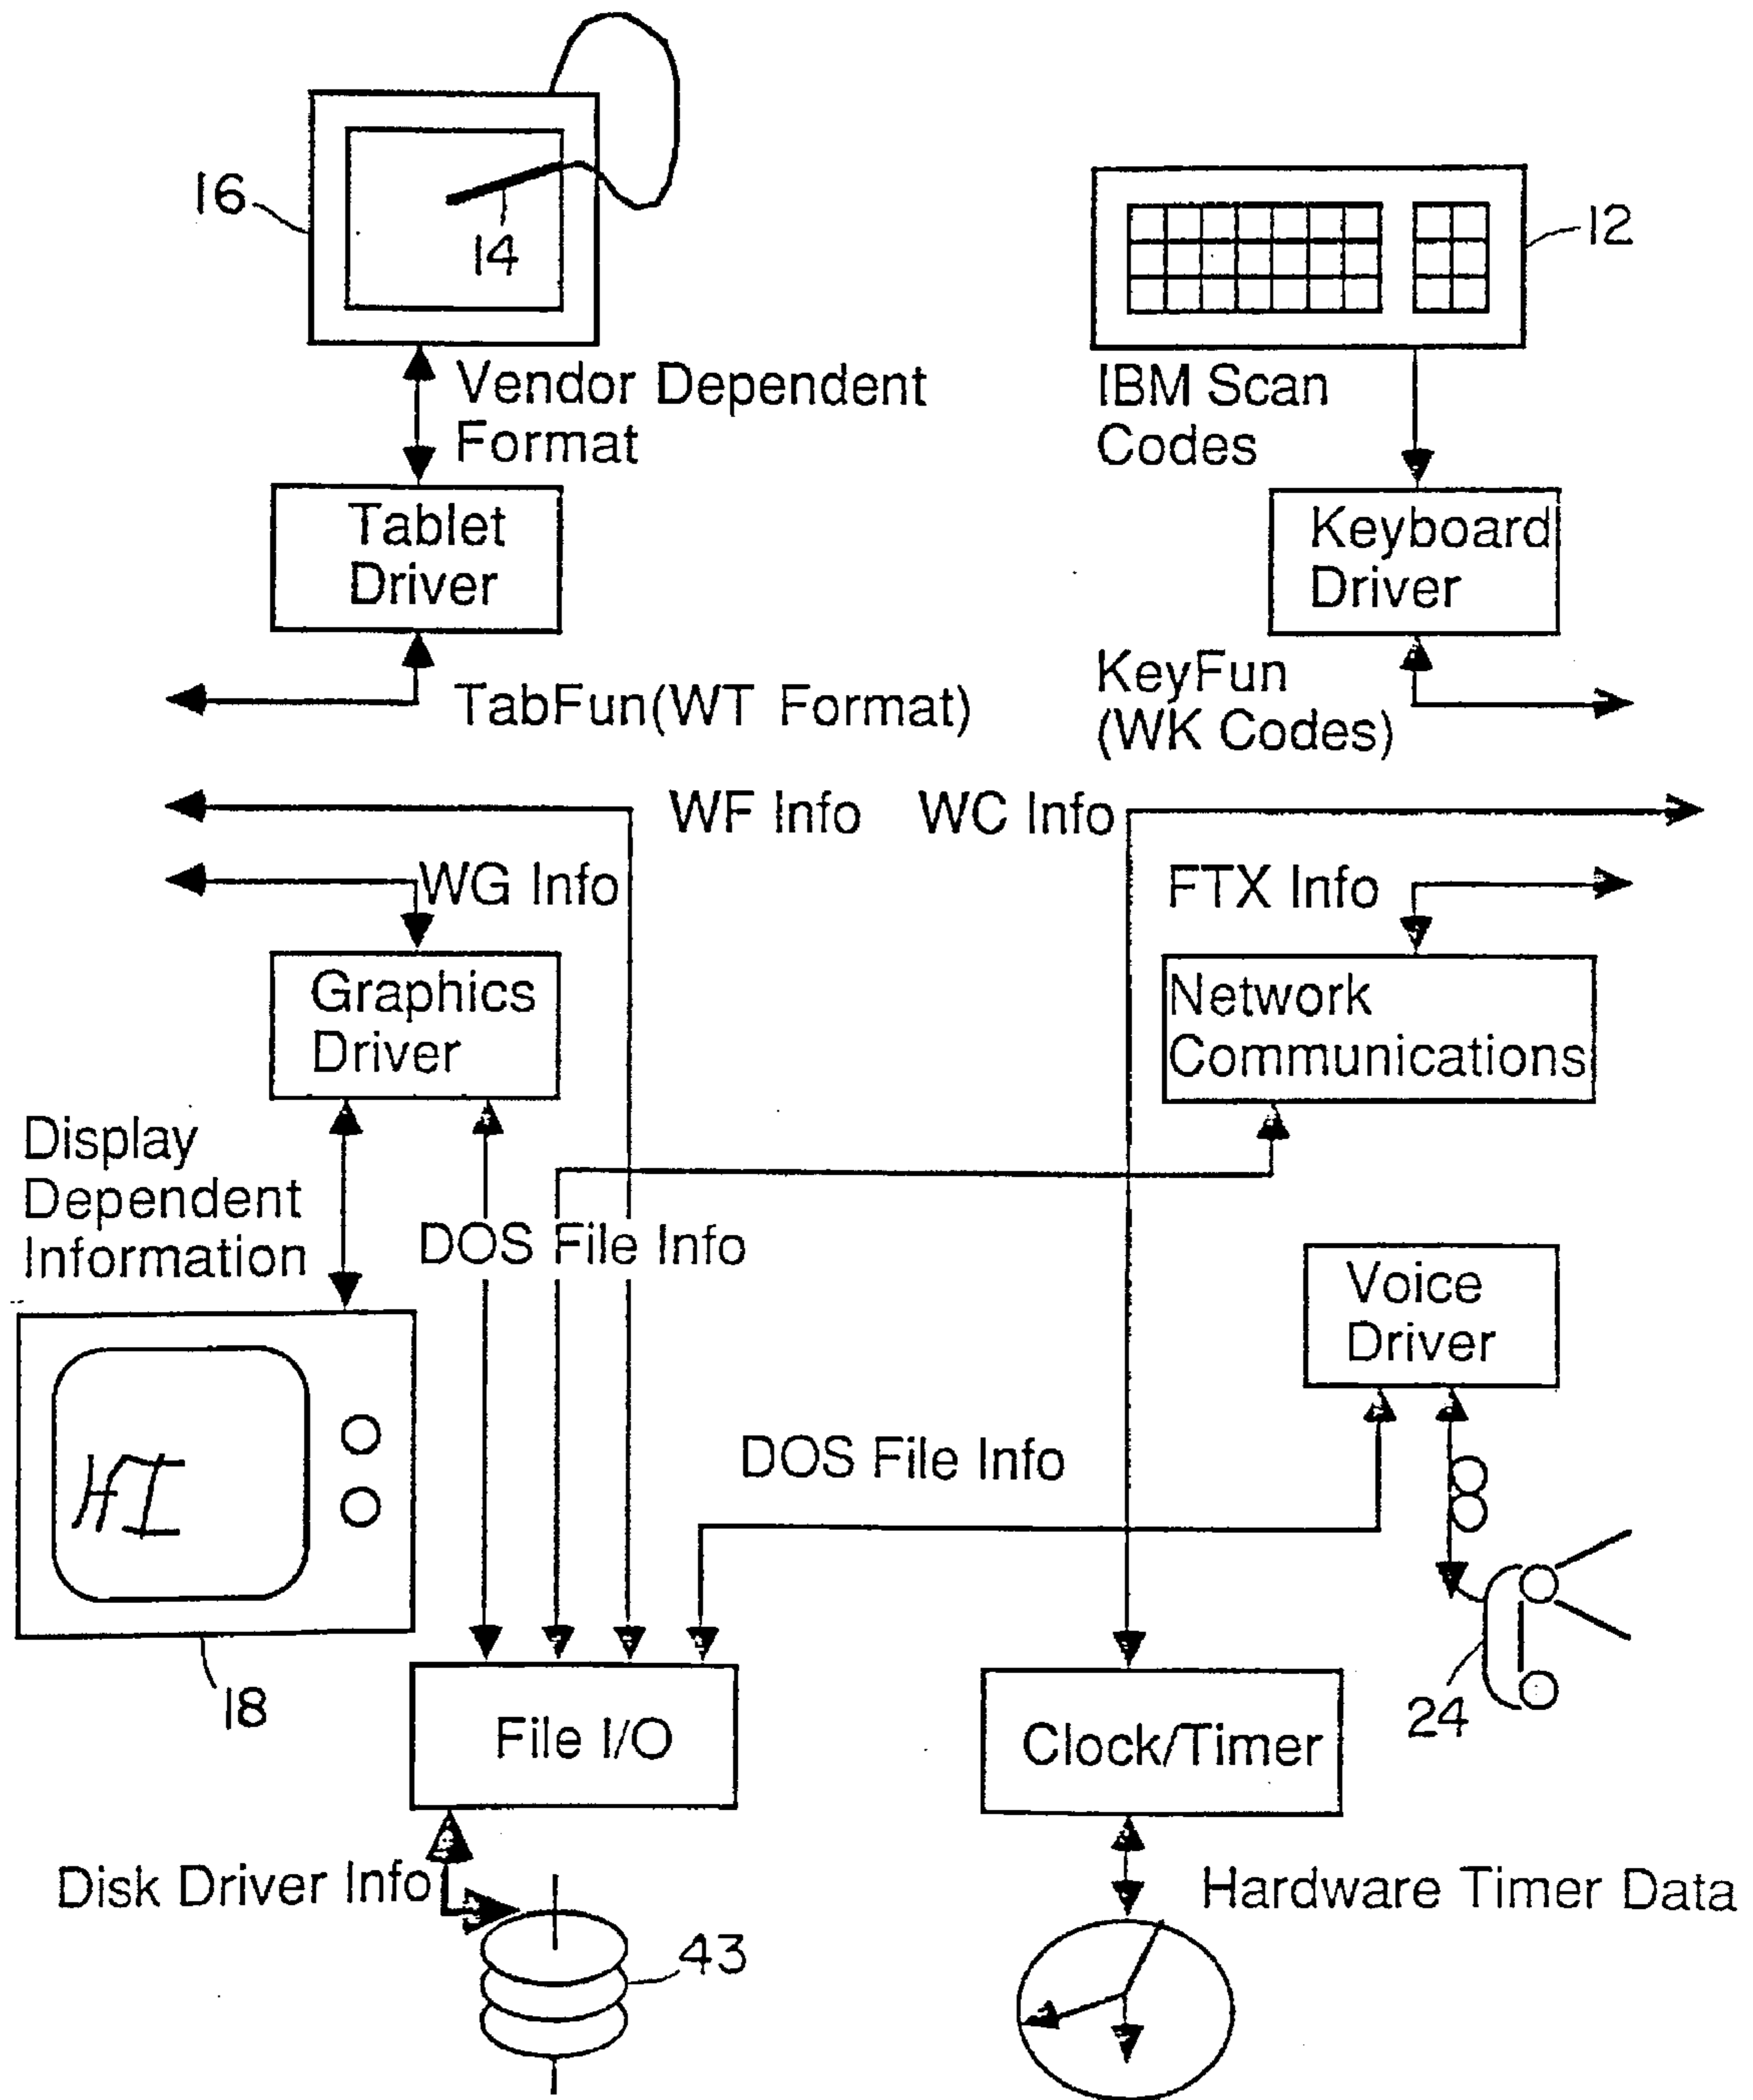 16
14
12
Vendor Dependent
Format
IBM Scan
Codes
Tablet
Driver
Keyboard
Driver
TabFun(WT Format)
KeyFun
(WK Codes)
WF Info
WC Info
WG Info
FTX Info
Graphics
Driver
Network
Communications
Display
Dependent
Information
DOS File Info
Voice
Driver
HI
DOS File Info
18
24
File I/O
Clock/Timer
Disk Driver Info
Hardware Timer Data
43